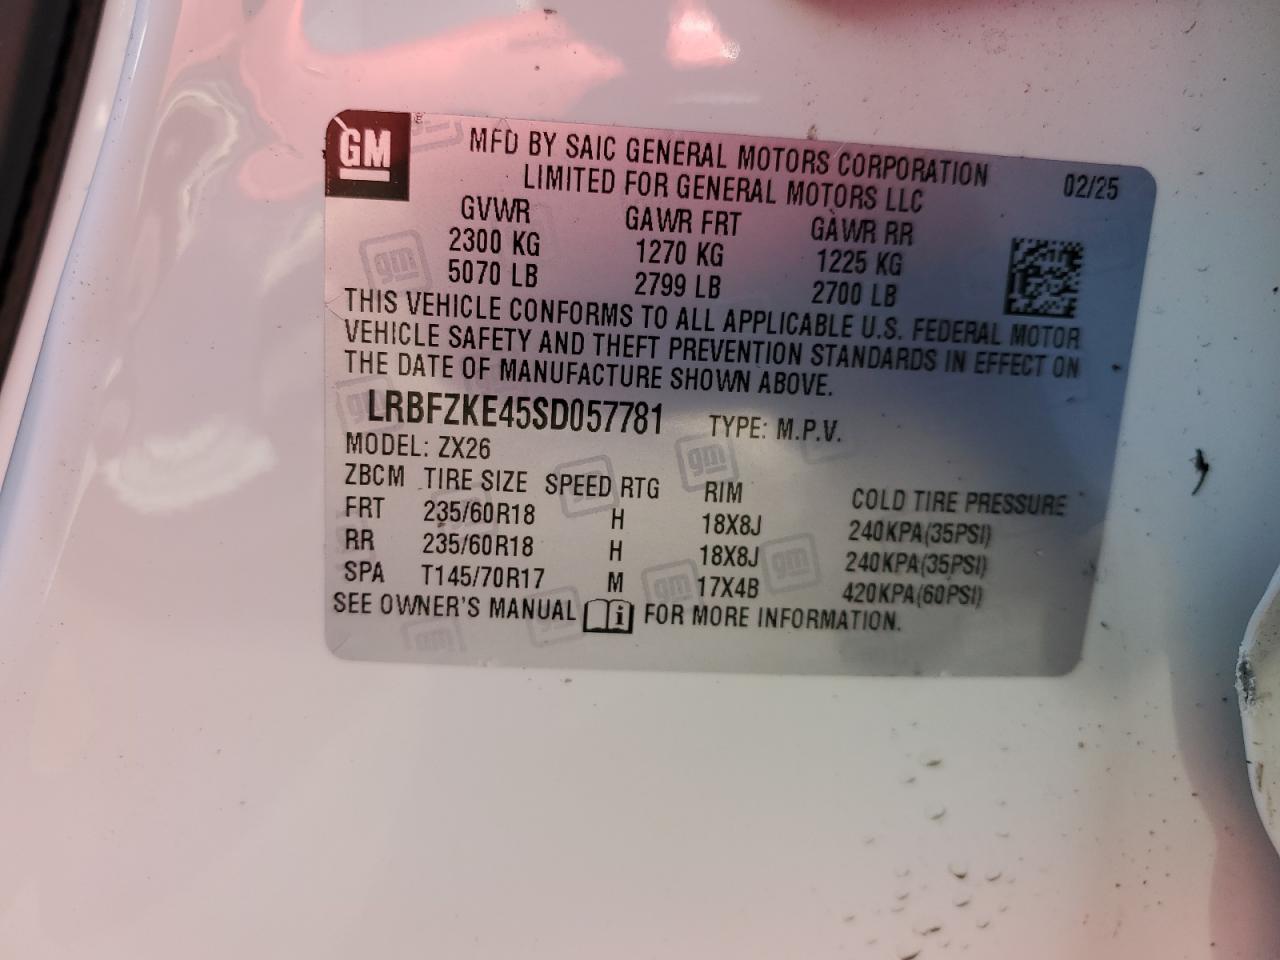 GM
MFD BY SAIC GENERAL MOTORS CORPORATION 02/25
LIMITED FOR GENERAL MOTORS LLC
GVWR GAWR FRT GAWR RR
2300 KG 1270 KG 1225 KG
5070 LB 2799 LB 2700 LB
THIS VEHICLE CONFORMS TO ALL APPLICABLE U.S. FEDERAL MOTOR
VEHICLE SAFETY AND THEFT PREVENTION STANDARDS IN EFFECT ON
THE DATE OF MANUFACTURE SHOWN ABOVE.
LRBFZKE45SD057781 TYPE: M.P.V.
MODEL: ZX26
ZBCM TIRE SIZE SPEED RTG RIM COLD TIRE PRESSURE
FRT 235/60R18 H 18X8J 240KPA(35PSI)
RR 235/60R18 H 18X8J 240KPA(35PSI)
SPA T145/70R17 M 17X4B 420KPA(60PSI)
SEE OWNER'S MANUAL FOR MORE INFORMATION.